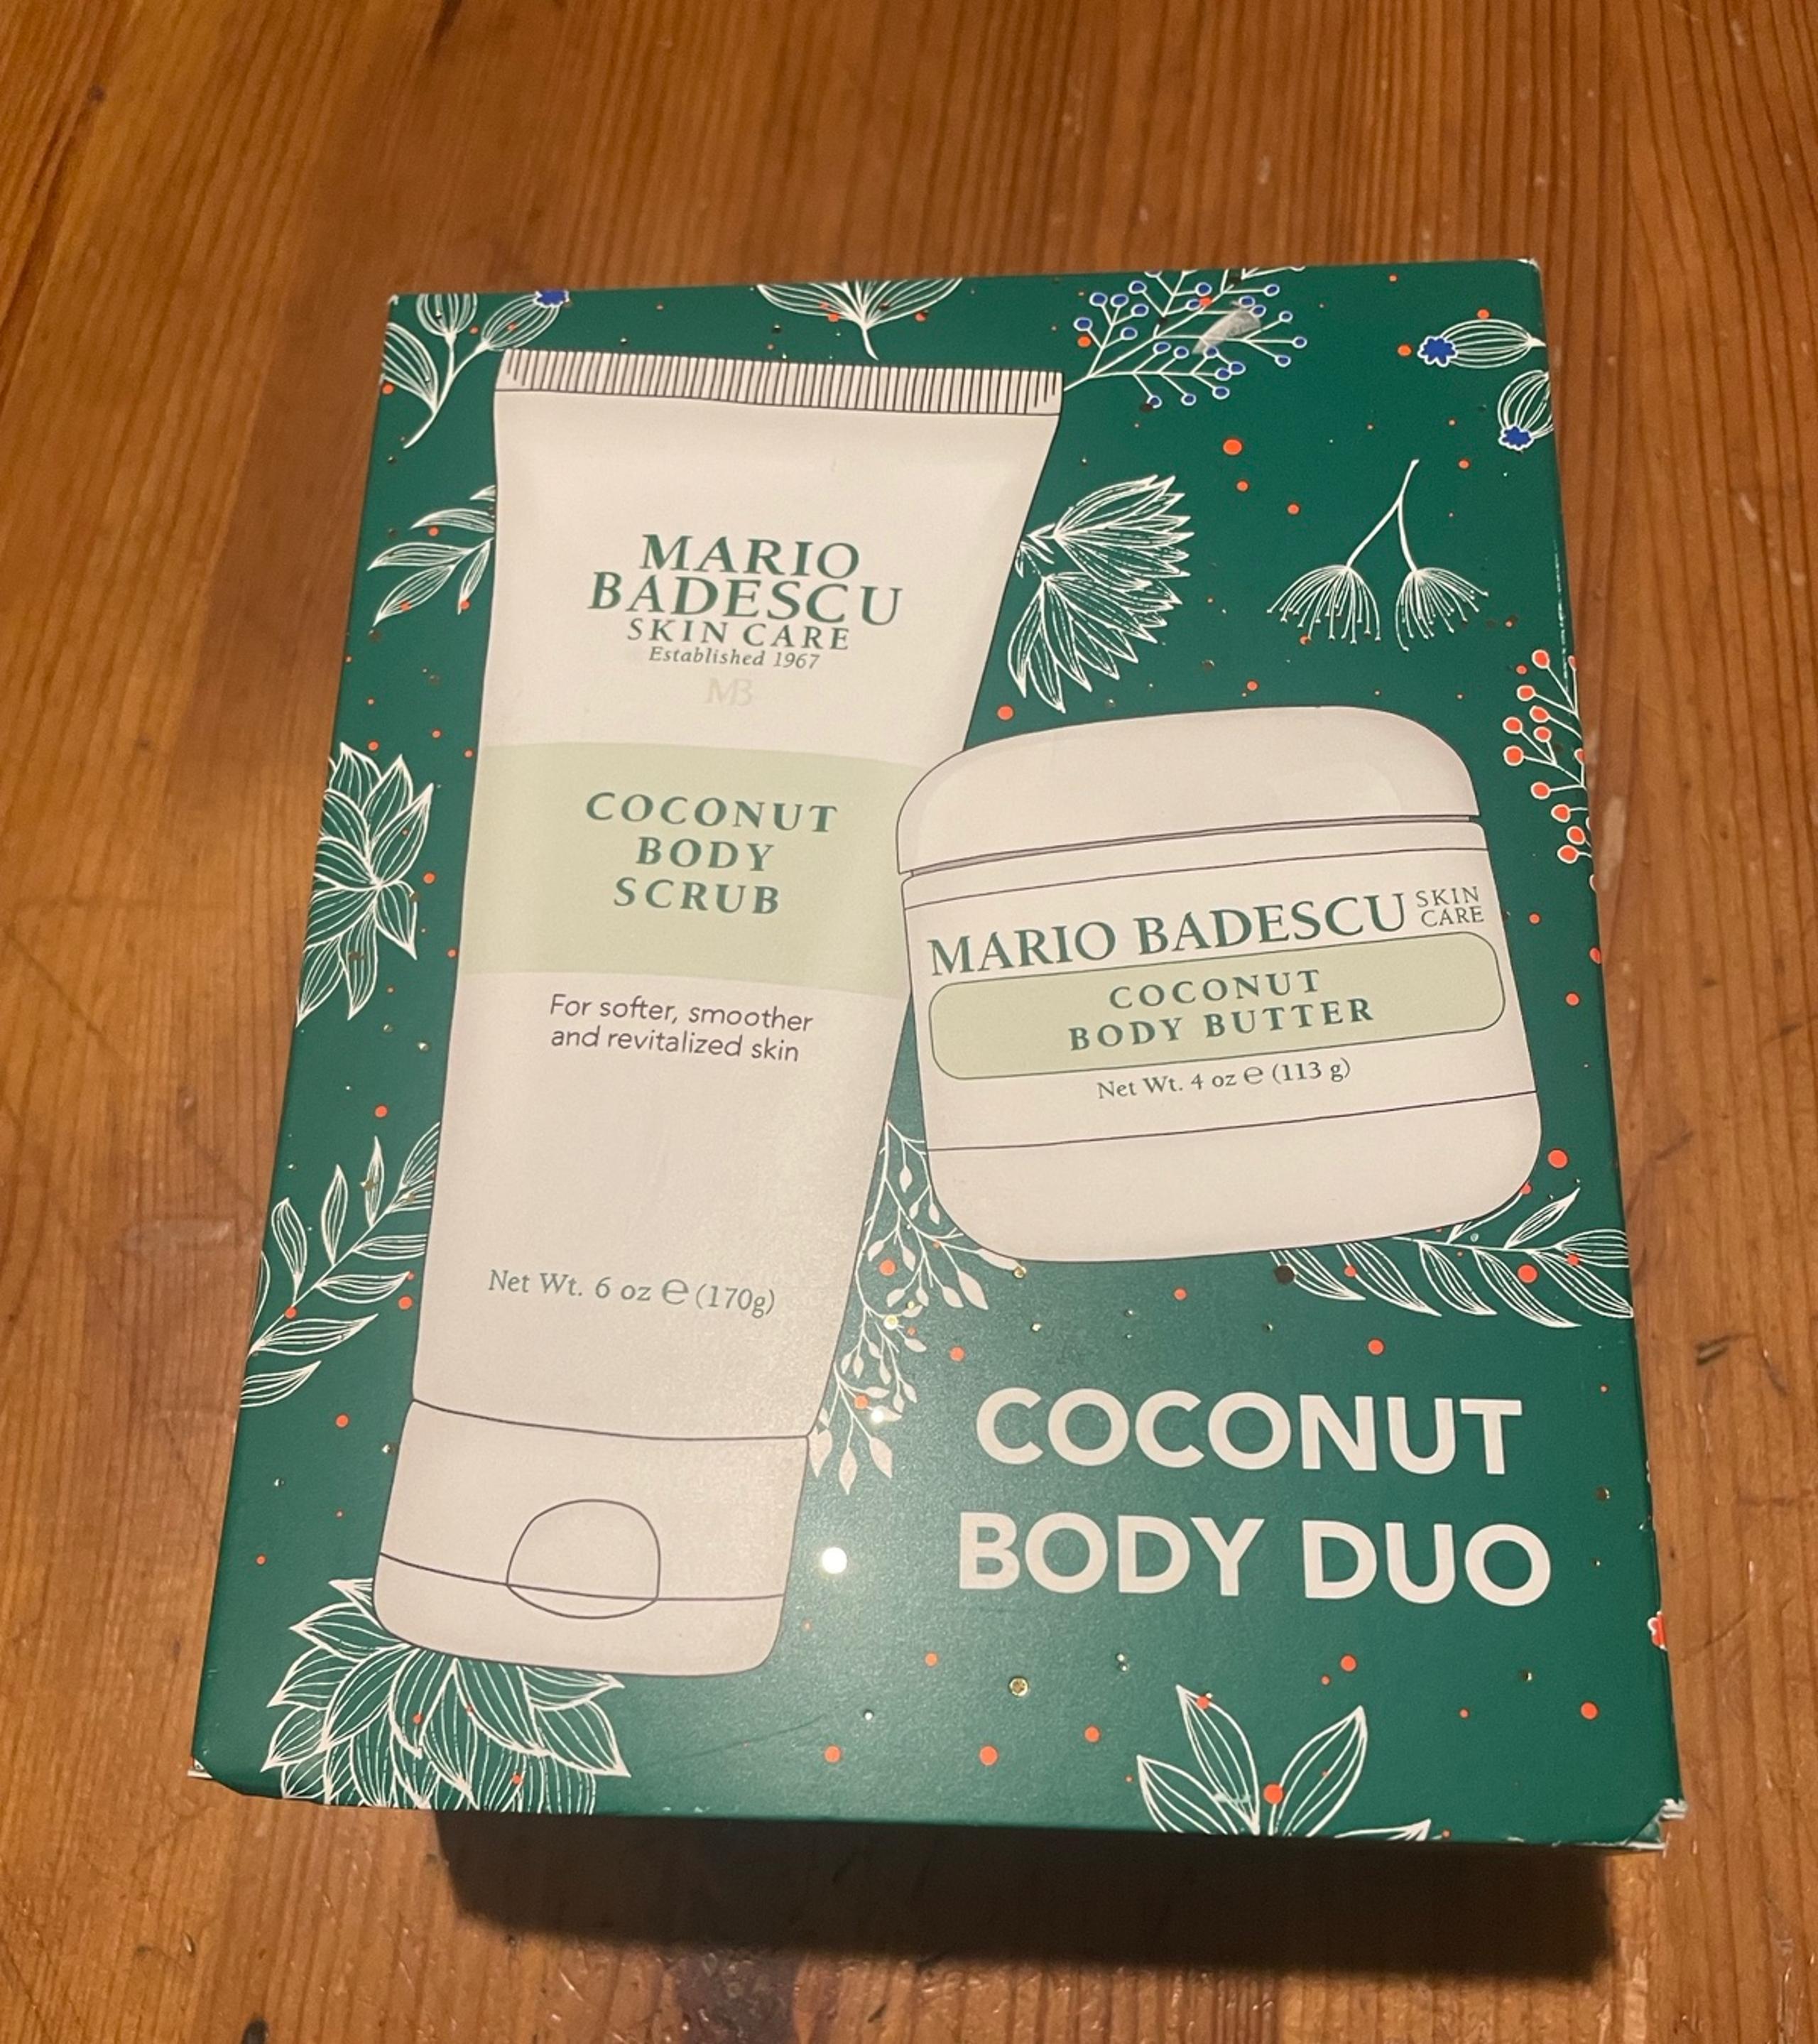 MARIO
BADESCU
SKIN CARE
Established 1967
MB
COCONUT
BODY
SCRUB
For softer, smoother
and revitalized skin
Net Wt. 6 oz ℮ (170g)
MARIO BADESCU SKIN CARE
COCONUT
BODY BUTTER
Net Wt. 4 oz ℮ (113 g)
COCONUT
BODY DUO